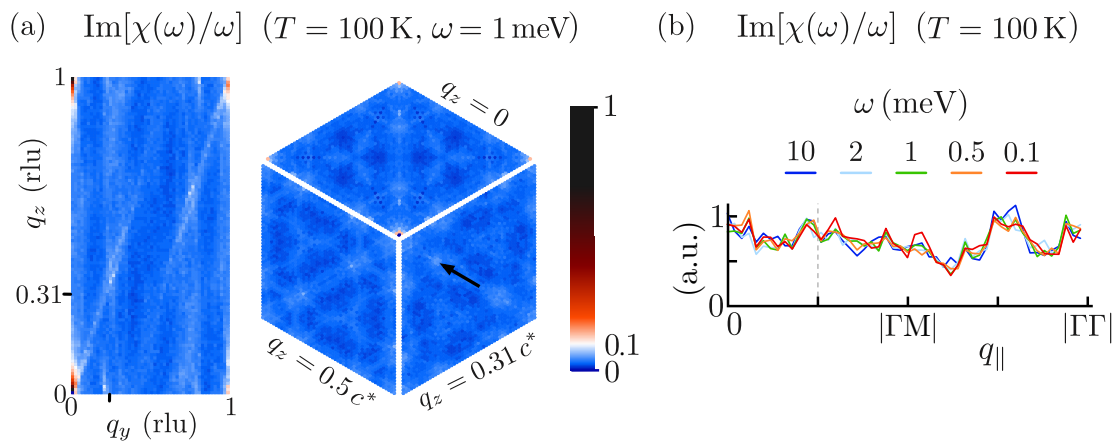 (a) Im[χ(ω)/ω] (T = 100 K, ω = 1 meV)
1
q_z (rlu)
0.31
0
0
1
q_y (rlu)
q_z = 0
q_z = 0.5 c*
q_z = 0.31 c*
1
0.1
0
(b) Im[χ(ω)/ω] (T = 100 K)
ω (meV)
10 2 1 0.5 0.1
1
(a.u.)
0
0 |ΓM| |ΓΓ|
q_∥